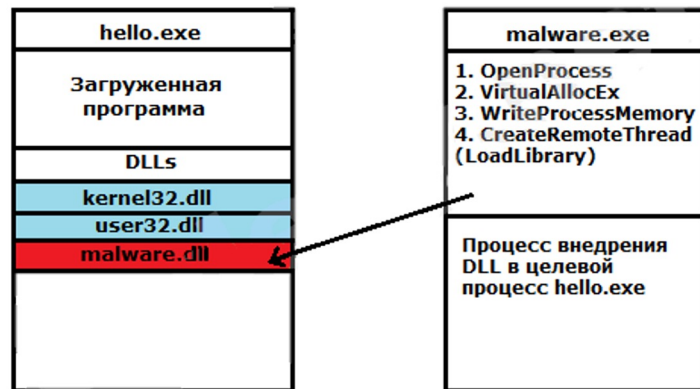 hello.exe
Загруженная
программа
DLLs
kernel32.dll
user32.dll
malware.dll
malware.exe
1. OpenProcess
2. VirtualAllocEx
3. WriteProcessMemory
4. CreateRemoteThread
(LoadLibrary)
Процесс внедрения
DLL в целевой
процесс hello.exe